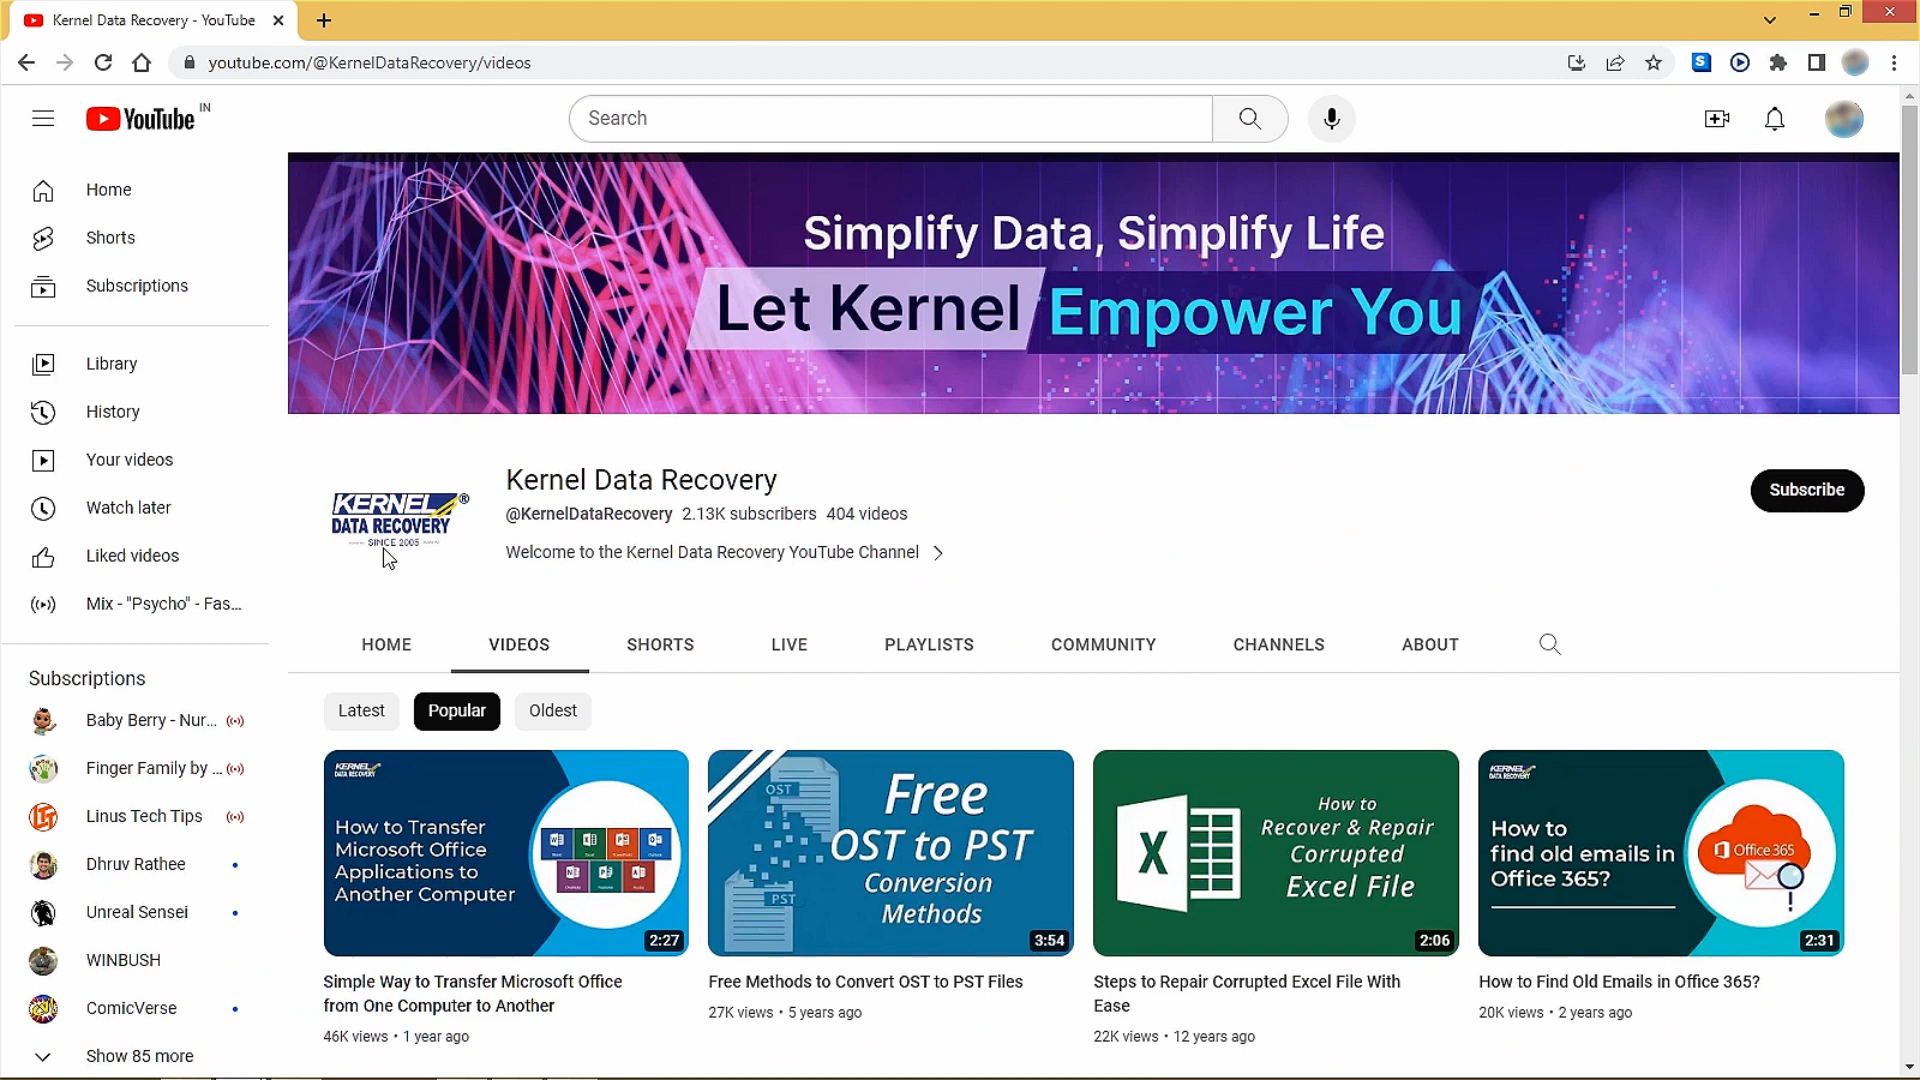 Kernel Data Recovery - YouTube
youtube.com/@KernelDataRecovery/videos
S
YouTube IN
Search
Home
Shorts
Subscriptions
Library
History
Your videos
Watch later
Liked videos
Mix - "Psycho" - Fas...
Subscriptions
Baby Berry - Nur...
Finger Family by ...
Linus Tech Tips
Dhruv Rathee
Unreal Sensei
WINBUSH
ComicVerse
Show 85 more
Simplify Data, Simplify Life
Let Kernel Empower You
KERNEL®
DATA RECOVERY
SINCE 2005
Kernel Data Recovery
@KernelDataRecovery 2.13K subscribers 404 videos
Welcome to the Kernel Data Recovery YouTube Channel
Subscribe
HOME VIDEOS SHORTS LIVE PLAYLISTS COMMUNITY CHANNELS ABOUT
Latest Popular Oldest
KERNEL
DATA RECOVERY
How to Transfer
Microsoft Office
Applications to
Another Computer
2:27
Simple Way to Transfer Microsoft Office
from One Computer to Another
46K views • 1 year ago
OST
PST
Free
OST to PST
Conversion
Methods
3:54
Free Methods to Convert OST to PST Files
27K views • 5 years ago
X
How to
Recover & Repair
Corrupted
Excel File
2:06
Steps to Repair Corrupted Excel File With
Ease
22K views • 12 years ago
KERNEL
DATA RECOVERY
How to
find old emails in
Office 365?
Office 365
2:31
How to Find Old Emails in Office 365?
20K views • 2 years ago